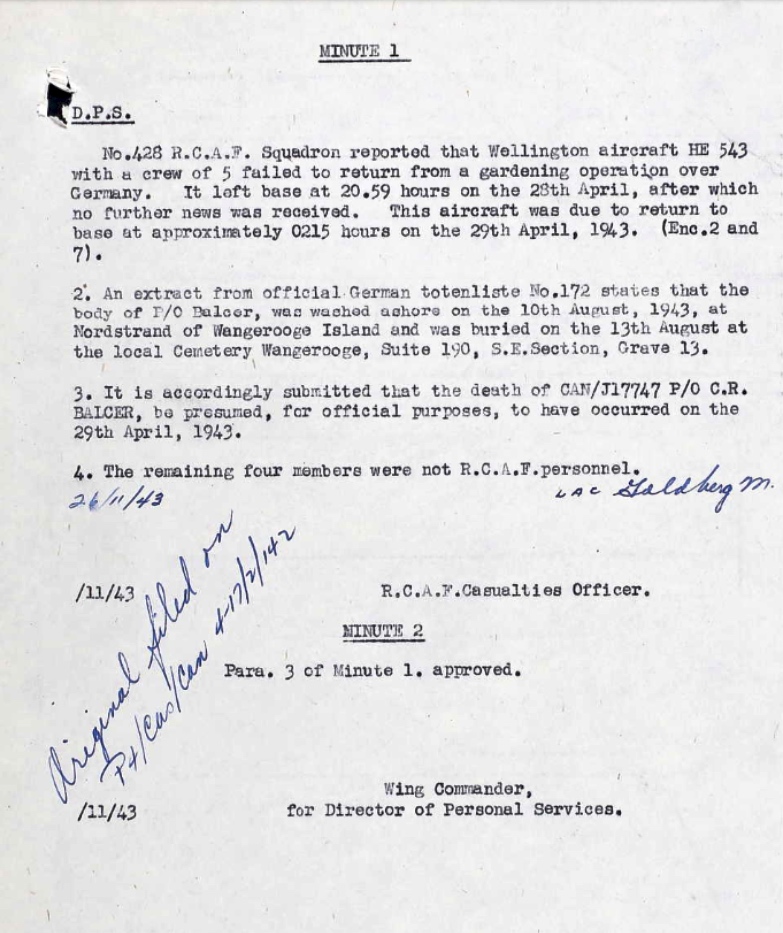 MINUTE 1
D.P.S.
No.428 R.C.A.F. Squadron reported that Wellington aircraft HE 543
with a crew of 5 failed to return from a gardening operation over
Germany. It left base at 20.59 hours on the 28th April, after which
no further news was received. This aircraft was due to return to
base at approximately 0215 hours on the 29th April, 1943. (Enc.2 and
7).
2. An extract from official German totenliste No.172 states that the
body of P/O Balcer, was washed ashore on the 10th August, 1943, at
Nordstrand of Wangerooge Island and was buried on the 13th August at
the local Cemetery Wangerooge, Suite 190, S.E.Section, Grave 13.
3. It is accordingly submitted that the death of CAN/J17747 P/O C.R.
BALCER, be presumed, for official purposes, to have occurred on the
29th April, 1943.
4. The remaining four members were not R.C.A.F.personnel.
26/11/43 LAC Goldberg M.
Original filed on
P4/Cas/Can 4-17/2/142
/11/43 R.C.A.F.Casualties Officer.
MINUTE 2
Para. 3 of Minute 1. approved.
Wing Commander,
/11/43 for Director of Personal Services.